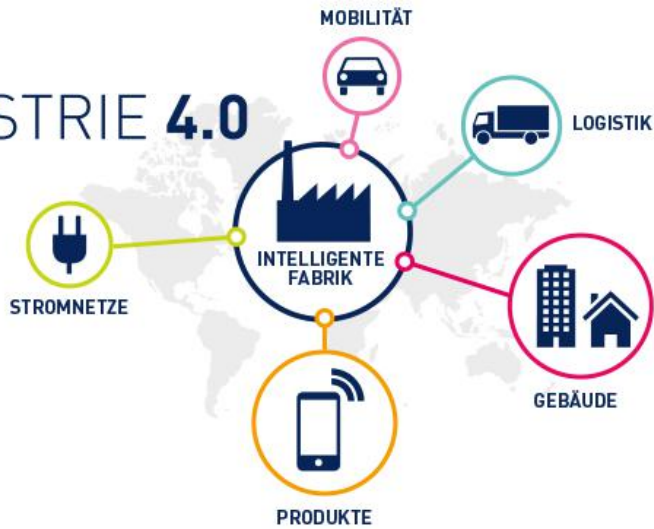 MOBILITÄT
STRIE 4.0
LOGISTIK
INTELLIGENTE
FABRIK
STROMNETZE
GEBÄUDE
PRODUKTE